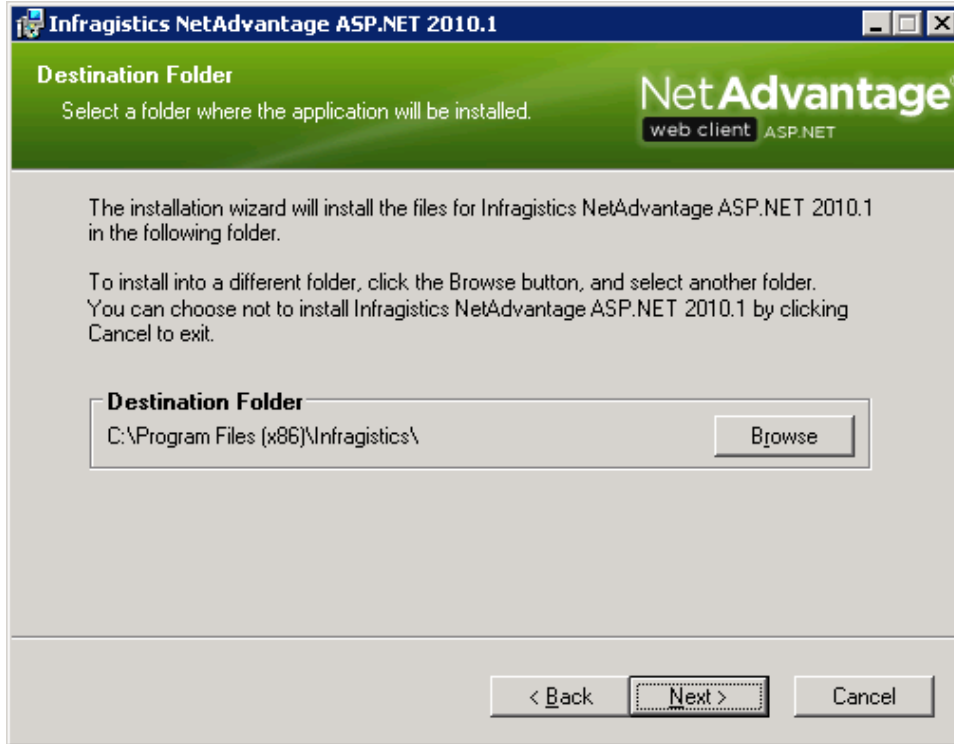 Infragistics NetAdvantage ASP.NET 2010.1
Destination Folder
Select a folder where the application will be installed.
NetAdvantage
web client ASP.NET
The installation wizard will install the files for Infragistics NetAdvantage ASP.NET 2010.1
in the following folder.
To install into a different folder, click the Browse button, and select another folder.
You can choose not to install Infragistics NetAdvantage ASP.NET 2010.1 by clicking
Cancel to exit.
Destination Folder
C:\Program Files (x86)\Infragistics\
Browse
< Back
Next >
Cancel